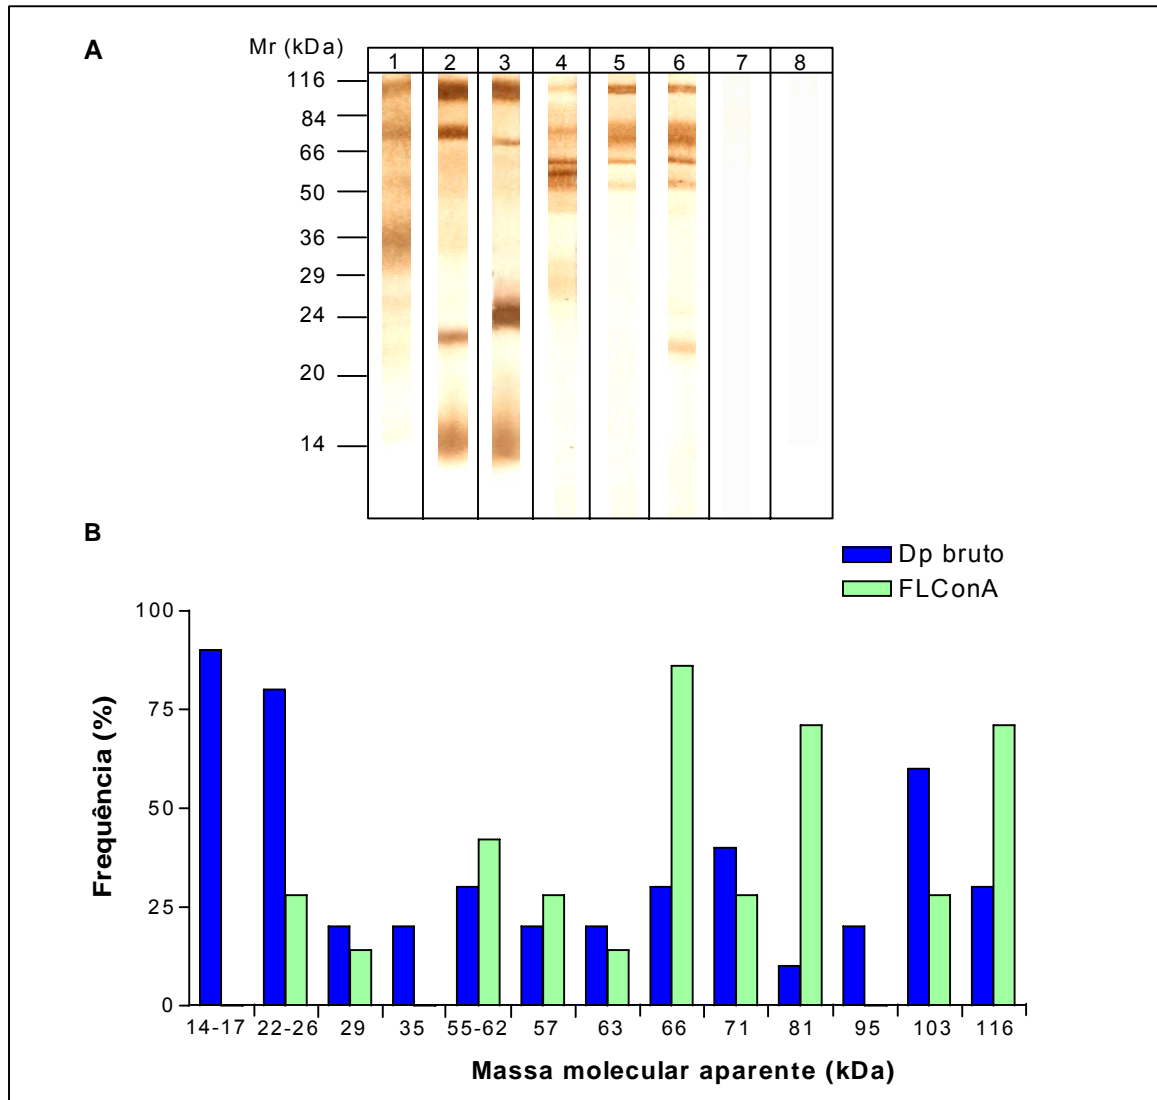 A
Mr (kDa)
1 2 3 4 5 6 7 8
116
84
66
50
36
29
24
20
14
B
Dp bruto
FLConA
100
75
50
25
0
Frequência (%)
14-17 22-26 29 35 55-62 57 63 66 71 81 95 103 116
Massa molecular aparente (kDa)